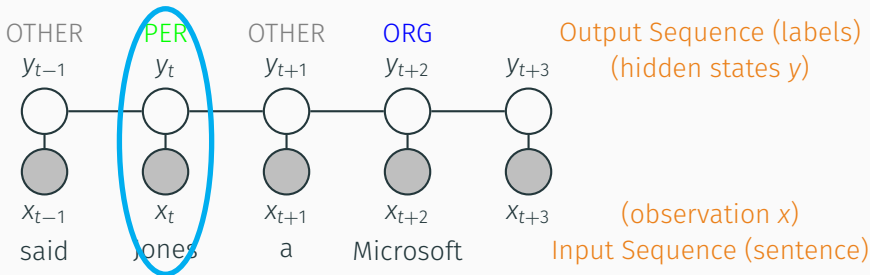 OTHER PER OTHER ORG Output Sequence (labels)
y_{t−1} y_t y_{t+1} y_{t+2} y_{t+3} (hidden states y)
x_{t−1} x_t x_{t+1} x_{t+2} x_{t+3} (observation x)
said Jones a Microsoft Input Sequence (sentence)